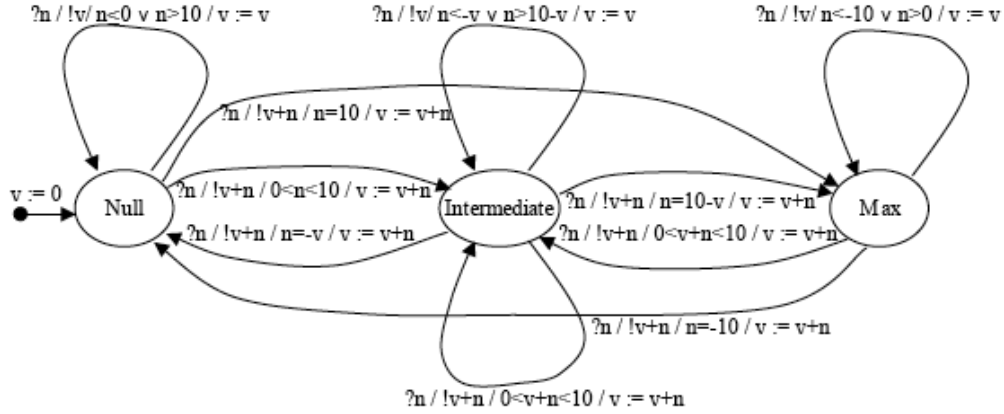 ?n / !v/ n<0 ∨ n>10 / v := v
?n / !v/ n<-v ∨ n>10-v / v := v
?n / !v/ n<-10 ∨ n>0 / v := v
?n / !v+n / n=10 / v := v+n
v := 0
?n / !v+n / 0<n<10 / v := v+n
?n / !v+n / n=10-v / v := v+n
Null
Intermediate
Max
?n / !v+n / n=-v / v := v+n
?n / !v+n / 0<v+n<10 / v := v+n
?n / !v+n / n=-10 / v := v+n
?n / !v+n / 0<v+n<10 / v := v+n